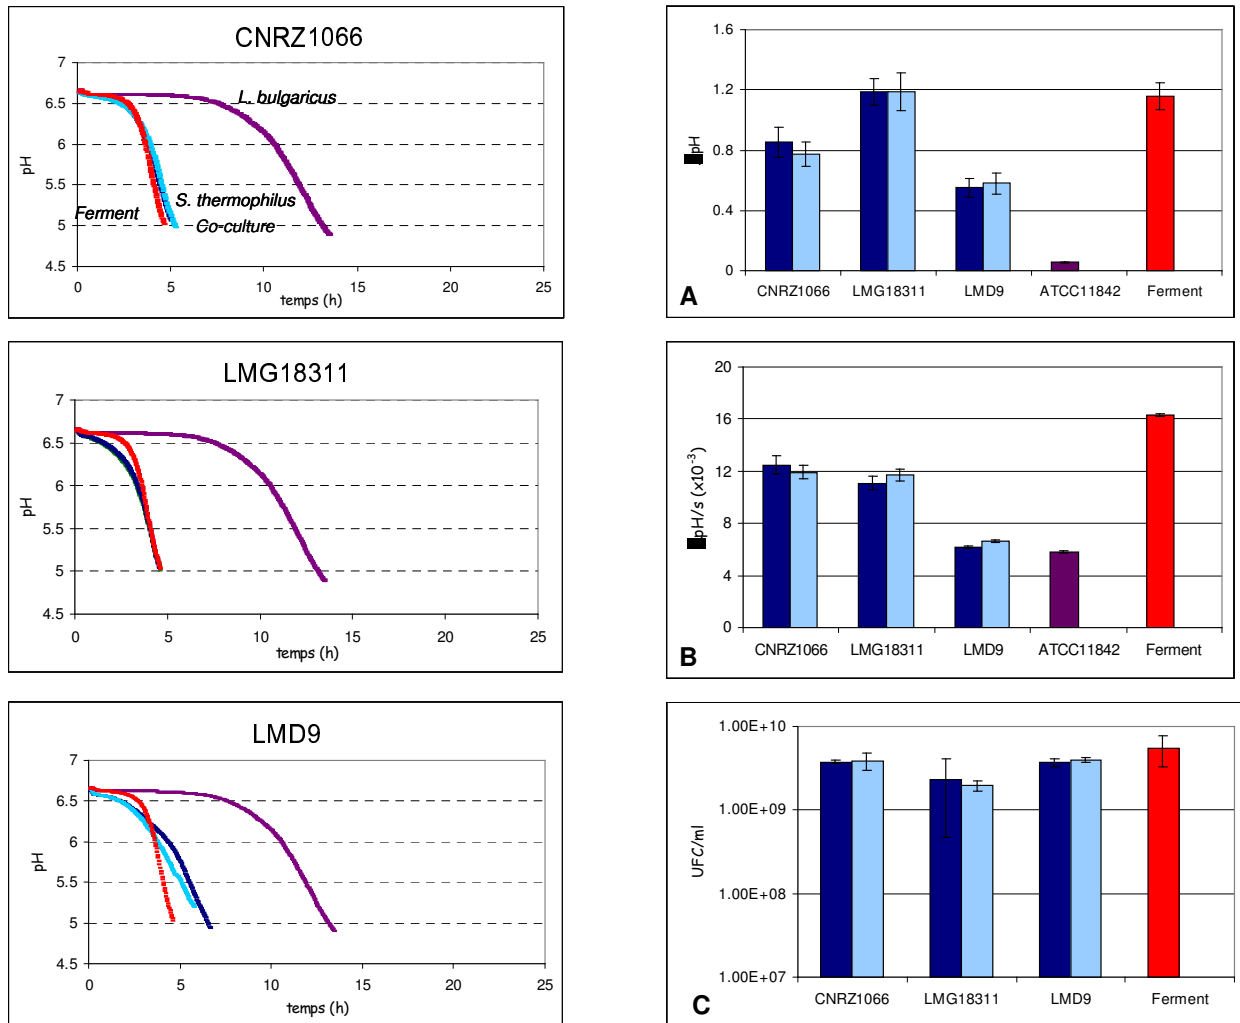 CNRZ1066
7
6.5
6
5.5
5
4.5
pH
L. bulgaricus
S. thermophilus
Ferment
Co-culture
0 5 10 15 20 25
temps (h)
LMG18311
7
6.5
6
5.5
5
4.5
pH
0 5 10 15 20 25
temps (h)
LMD9
7
6.5
6
5.5
5
4.5
pH
0 5 10 15 20 25
temps (h)
1.6
1.2
0.8
0.4
0
pH
CNRZ1066 LMG18311 LMD9 ATCC11842 Ferment
A
20
16
12
8
4
0
pH/s (x10⁻³)
CNRZ1066 LMG18311 LMD9 ATCC11842 Ferment
B
1.00E+10
1.00E+09
1.00E+08
1.00E+07
UFC/ml
CNRZ1066 LMG18311 LMD9 Ferment
C